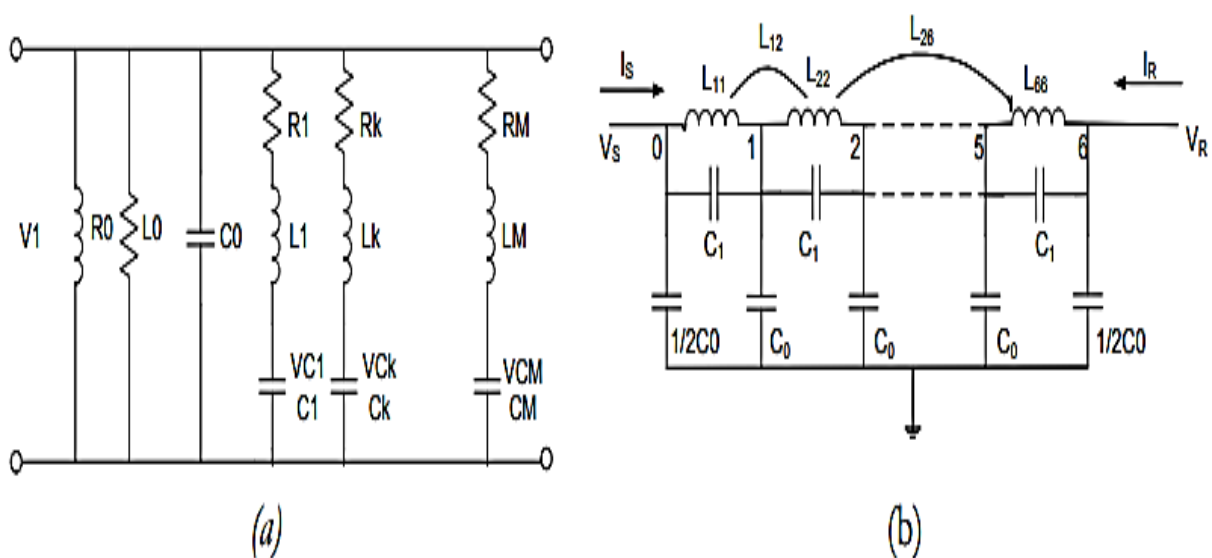 V1 R0 L0 C0 R1 Rk RM
L1 Lk LM
VC1 VCk VCM
C1 Ck CM
(a)
L12 L26
IS L11 L22 L66 IR
VS 0 1 2 5 6 VR
C1 C1 C1
1/2C0 C0 C0 C0 1/2C0
(b)